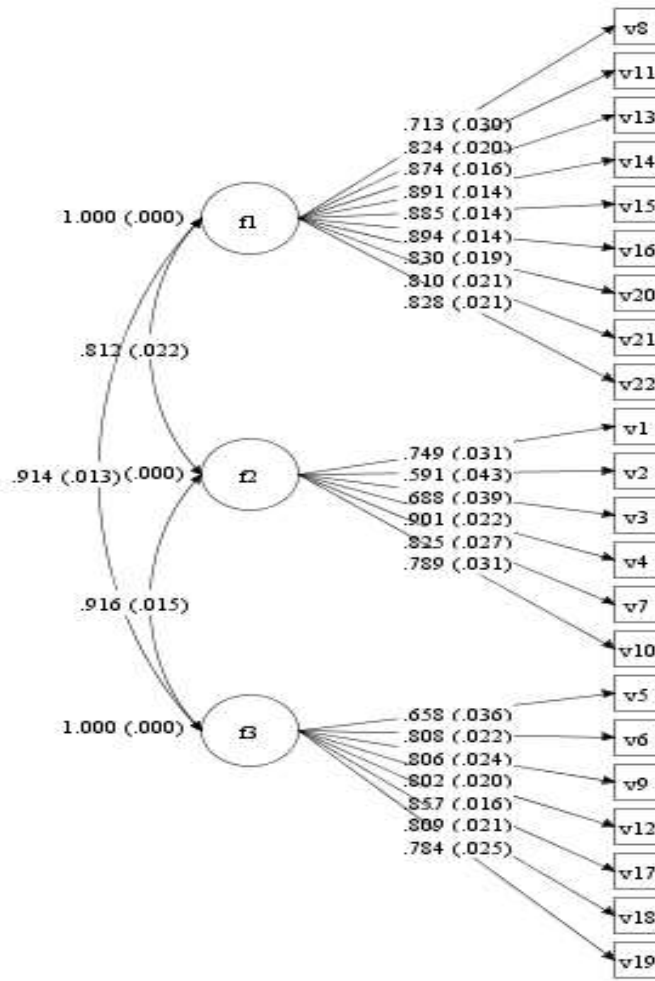 v8
v11
.713 (.030)
v13
.824 (.020)
.874 (.016)
v14
.891 (.014)
v15
1.000 (.000)
f1
.885 (.014)
.894 (.014)
v16
.830 (.019)
.810 (.021)
v20
.828 (.021)
v21
.812 (.022)
v22
v1
.749 (.031)
.914 (.013)
(.000)
f2
.591 (.043)
v2
.688 (.039)
v3
.901 (.022)
.825 (.027)
v4
.789 (.031)
v7
.916 (.015)
v10
v5
.658 (.036)
1.000 (.000)
f3
.808 (.022)
v6
.806 (.024)
v9
.802 (.020)
.857 (.016)
v12
.809 (.021)
.784 (.025)
v17
v18
v19